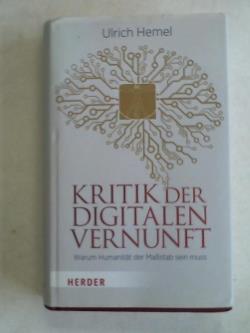 Ulrich Hemel
KRITIK DER
DIGITALEN
VERNUNFT
Warum Humanität der Maßstab sein muss
HERDER